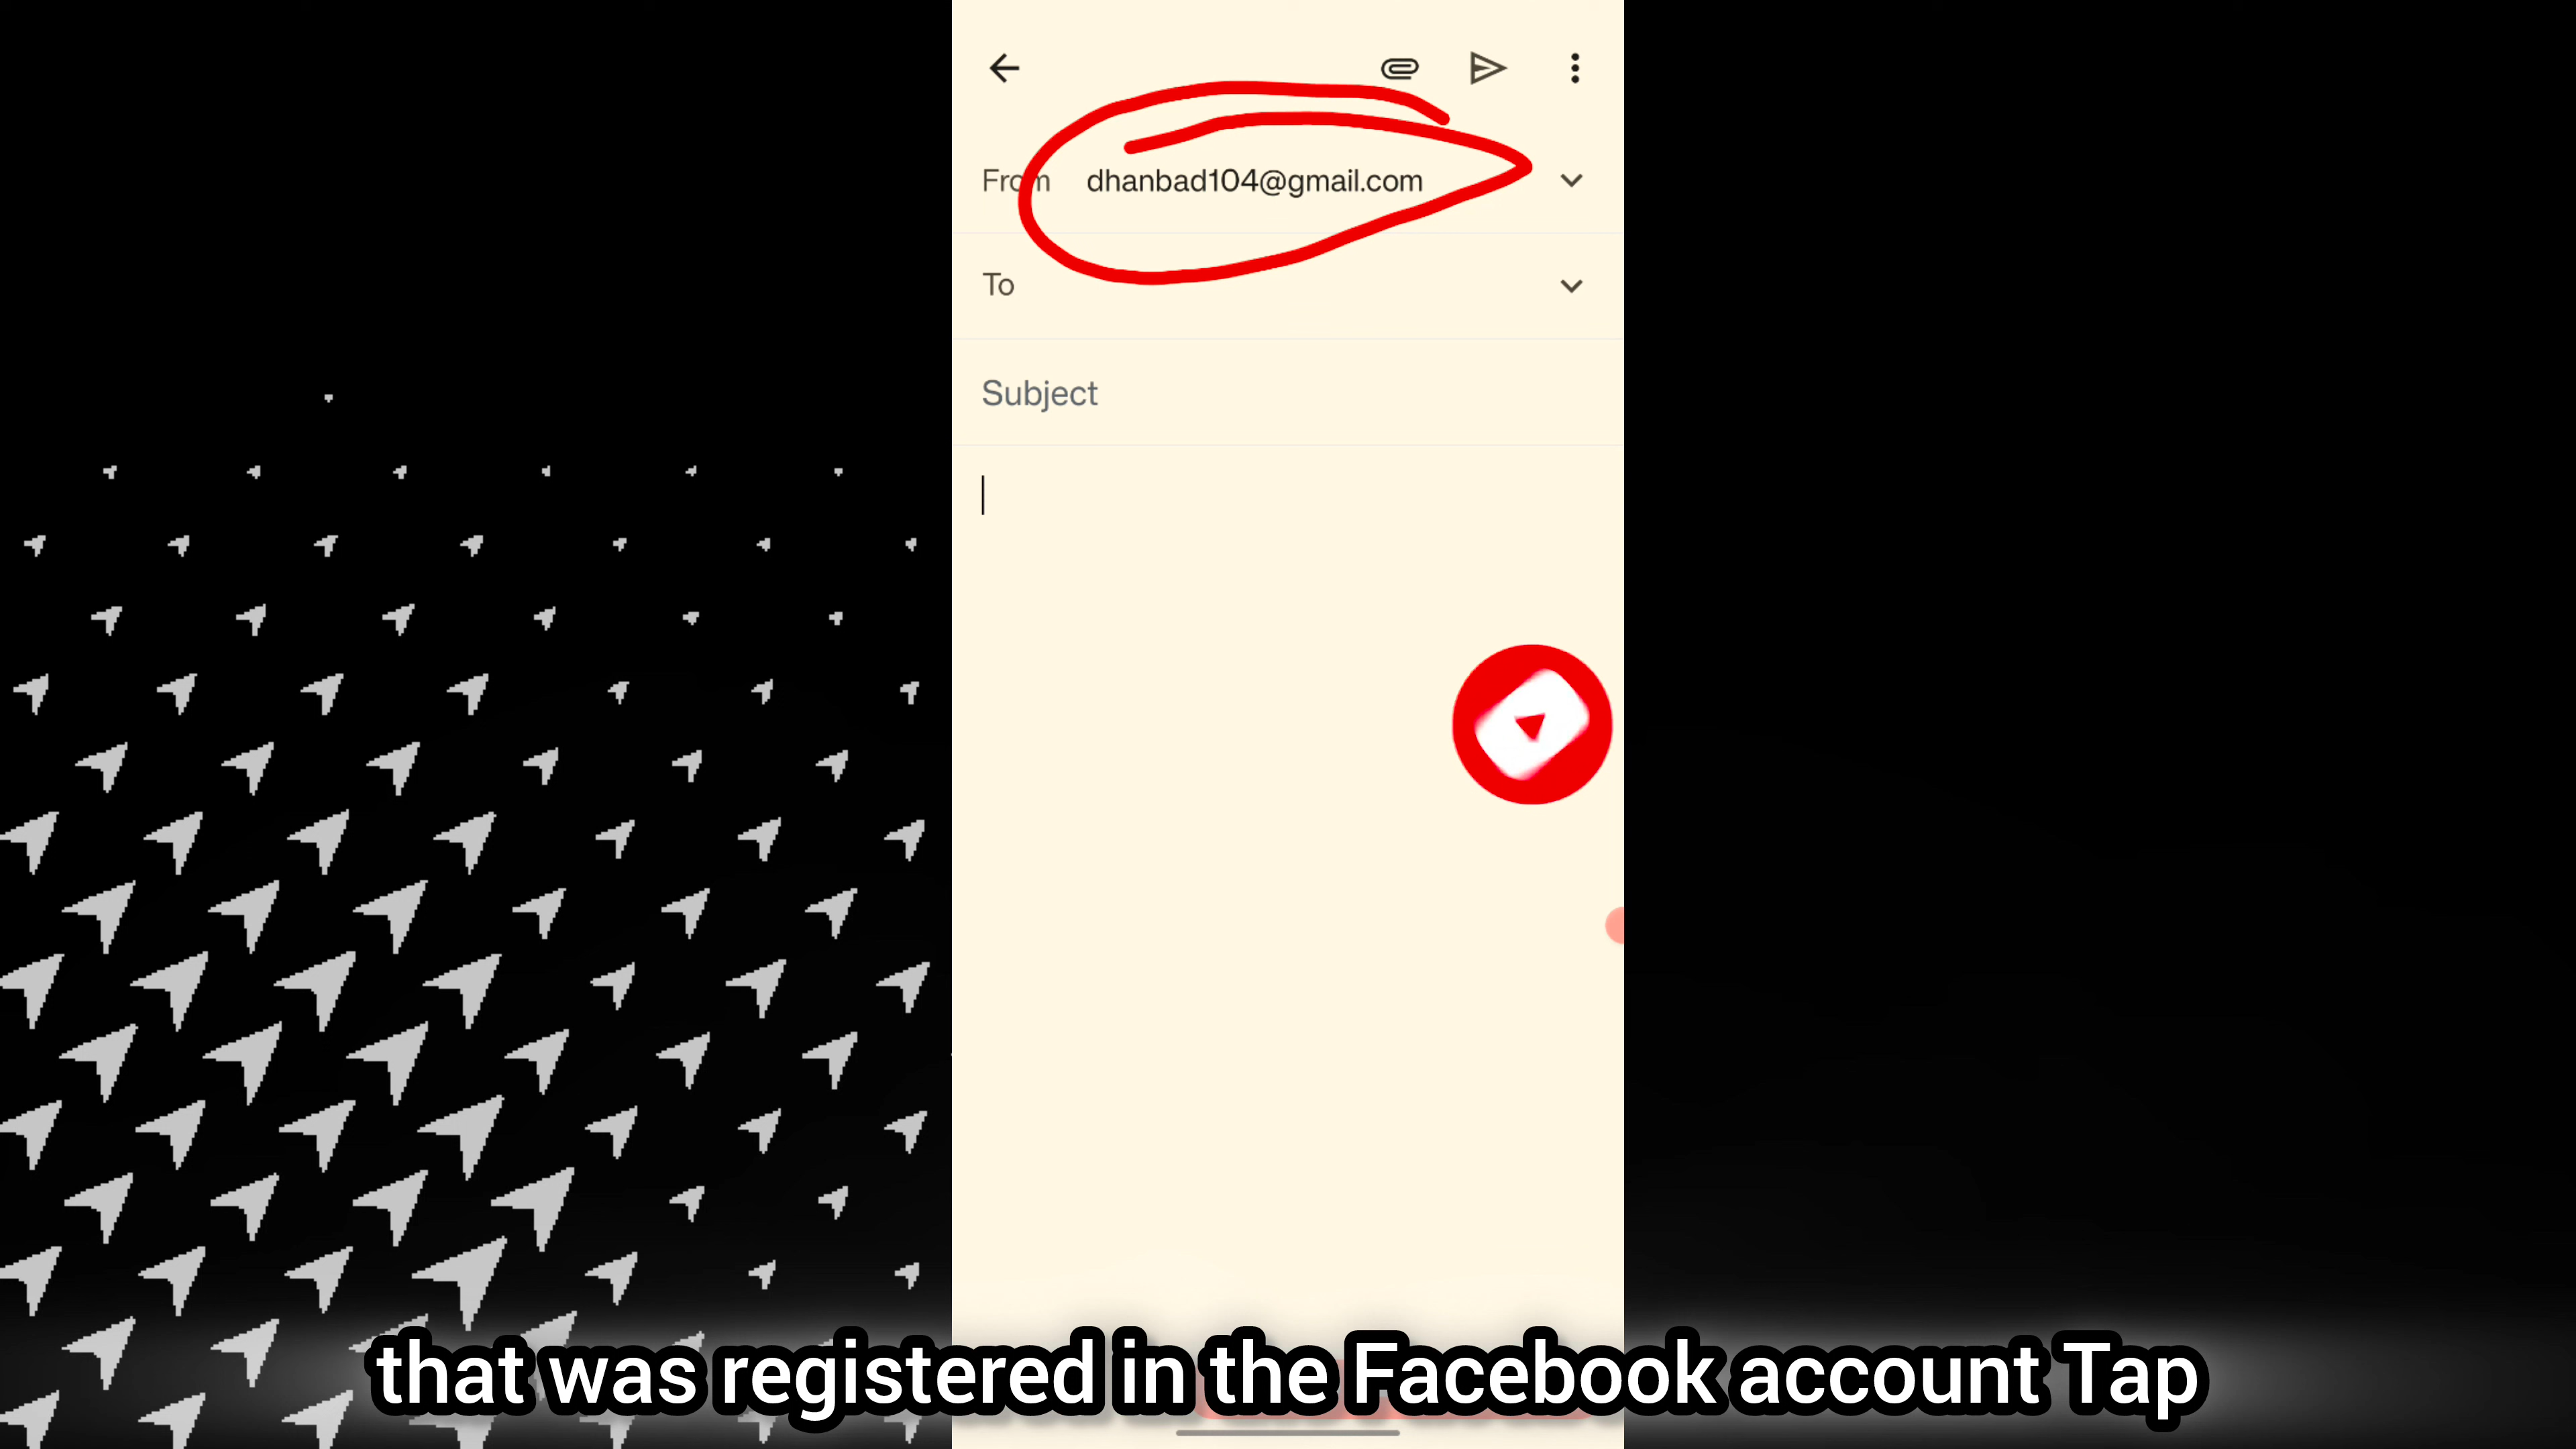 From dhanbad104@gmail.com
To
Subject
that was registered in the Facebook account Tap